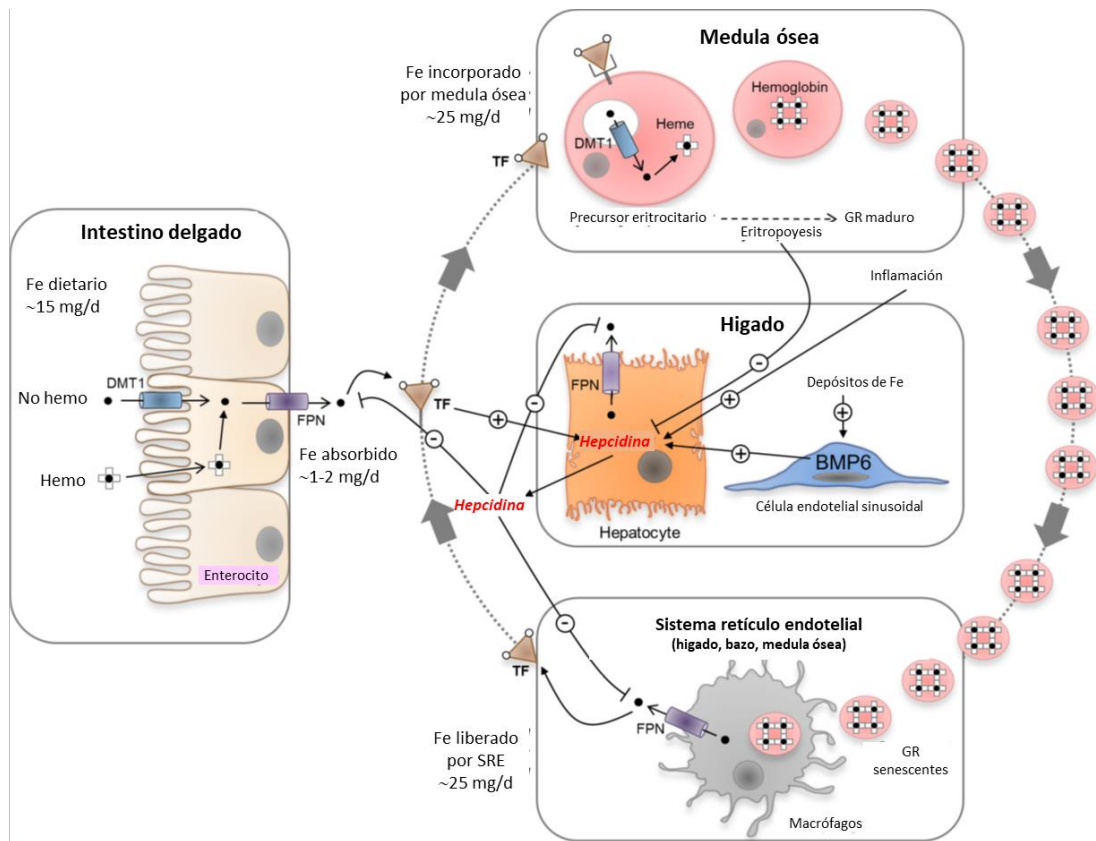 Medula ósea
Fe incorporado
por medula ósea
~25 mg/d
TF
DMT1
Heme
Hemoglobin
Precursor eritrocitario
GR maduro
Eritropoyesis
Intestino delgado
Fe dietario
~15 mg/d
No hemo
DMT1
FPN
Hemo
Fe absorbido
~1-2 mg/d
Enterocito
Inflamación
Higado
FPN
TF
+
-
-
-
+
Depósitos de Fe
+
Hepcidina
+
BMP6
Célula endotelial sinusoidal
Hepcidina
Hepatocyte
-
Sistema retículo endotelial
(higado, bazo, medula ósea)
TF
FPN
Fe liberado
por SRE
~25 mg/d
GR
senescentes
Macrófagos